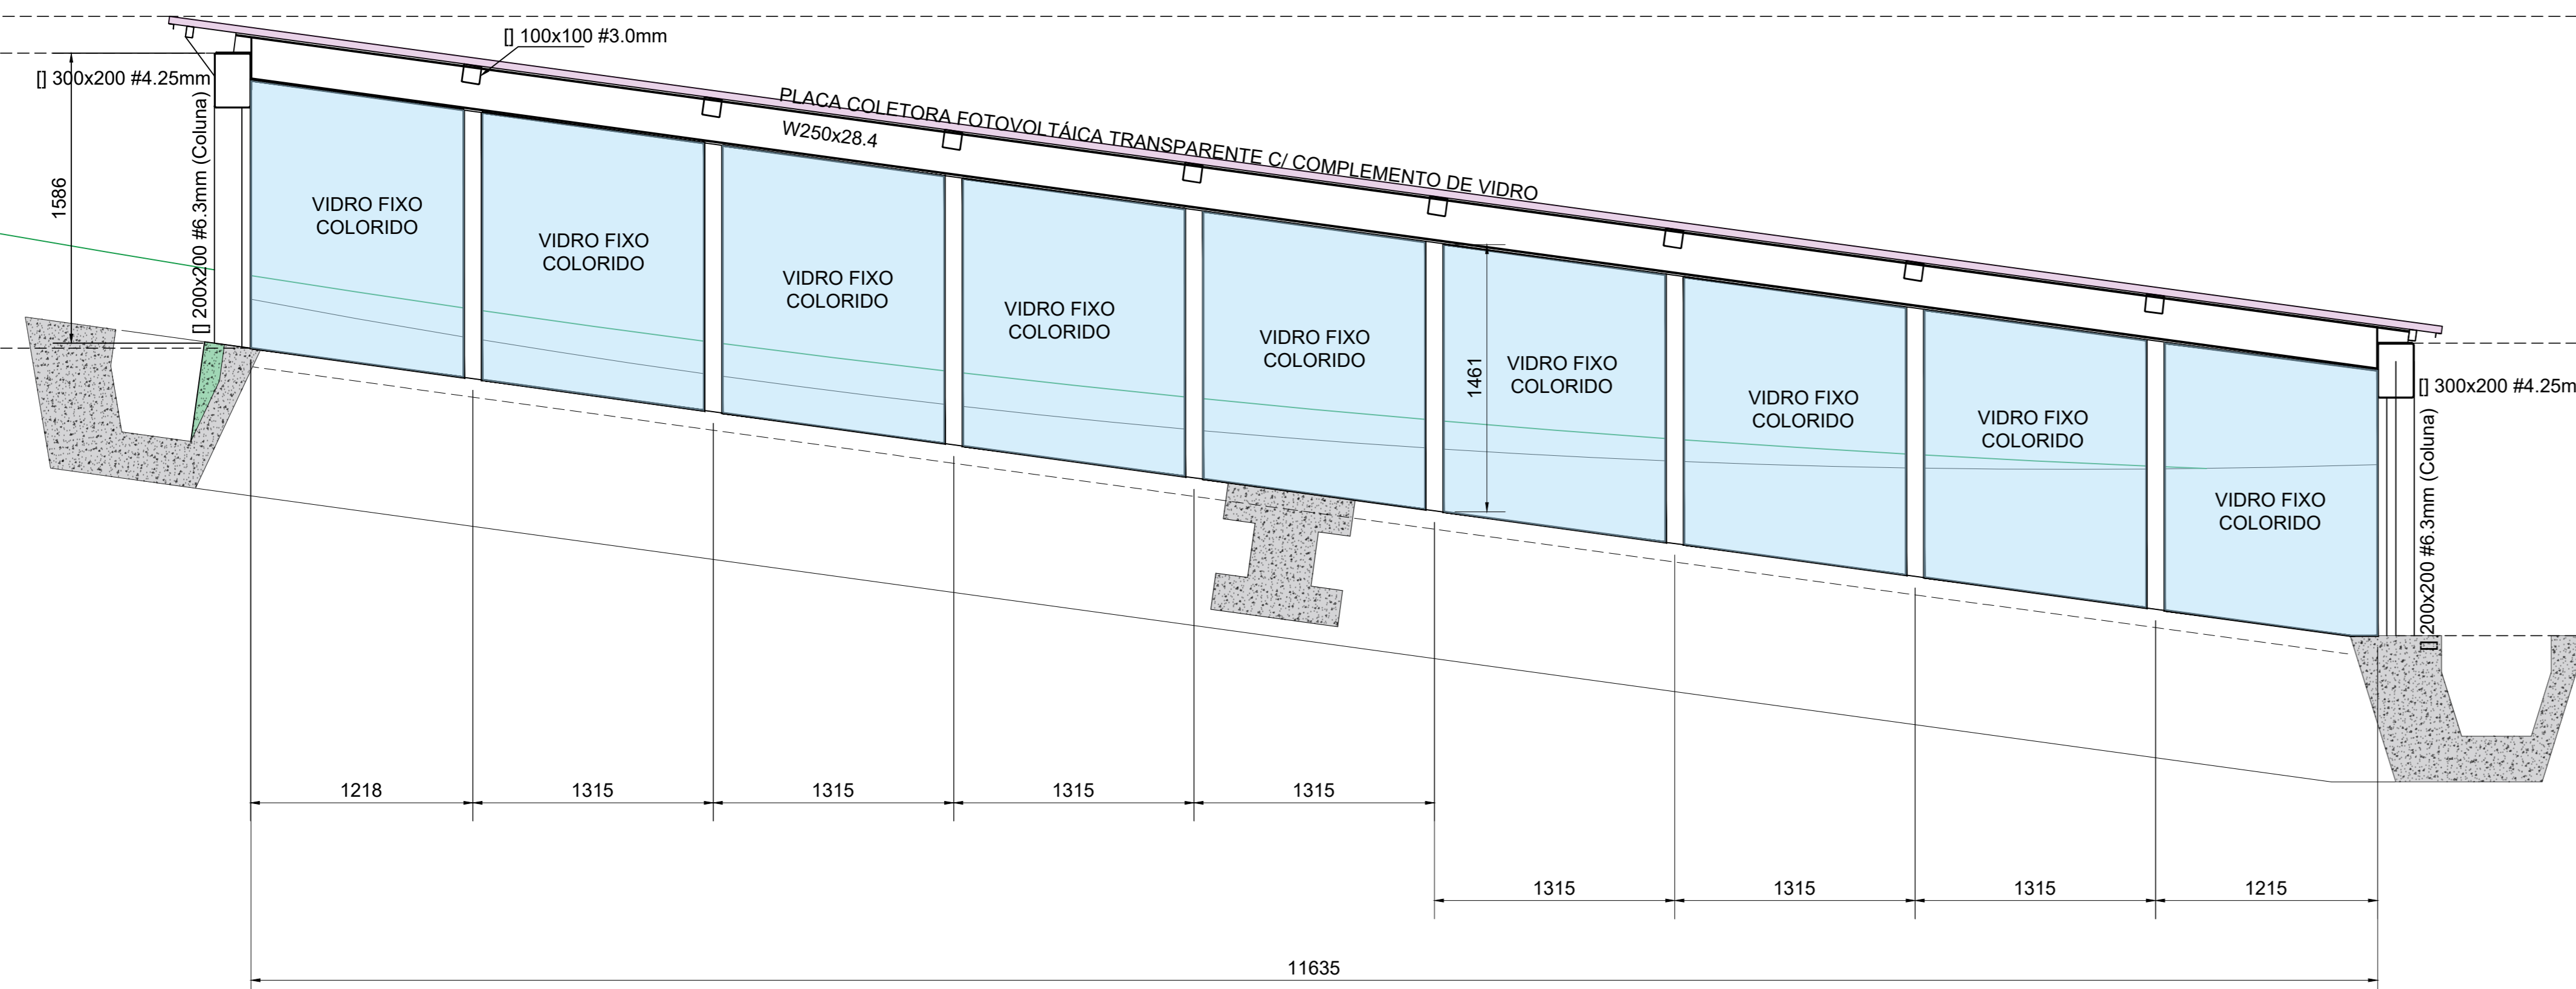 [] 100x100 #3.0mm
[] 300x200 #4.25mm
[] 200x200 #6.3mm (Coluna)
1586
PLACA COLETORA FOTOVOLTÁICA TRANSPARENTE C/ COMPLEMENTO DE VIDRO
W250x28.4
VIDRO FIXO
COLORIDO
VIDRO FIXO
COLORIDO
VIDRO FIXO
COLORIDO
VIDRO FIXO
COLORIDO
VIDRO FIXO
COLORIDO
1461
VIDRO FIXO
COLORIDO
VIDRO FIXO
COLORIDO
VIDRO FIXO
COLORIDO
VIDRO FIXO
COLORIDO
[] 300x200 #4.25m
[] 200x200 #6.3mm (Coluna)
1218
1315
1315
1315
1315
1315
1315
1315
1215
11635